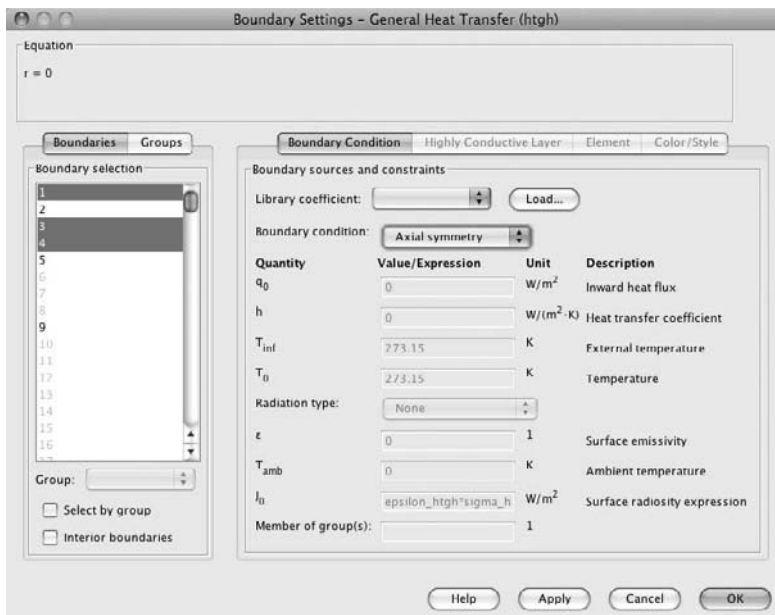 Boundary Settings – General Heat Transfer (htgh)
Equation
r = 0
Boundaries Groups
Boundary selection
1
2
3
4
5
6
7
8
9
10
11
12
13
14
15
16
Group:
Select by group
Interior boundaries
Boundary Condition Highly Conductive Layer Element Color/Style
Boundary sources and constraints
Library coefficient: Load...
Boundary condition: Axial symmetry
Quantity Value/Expression Unit Description
q0 0 W/m² Inward heat flux
h 0 W/(m²·K) Heat transfer coefficient
Tinf 273.15 K External temperature
T0 273.15 K Temperature
Radiation type: None
ε 0 1 Surface emissivity
Tamb 0 K Ambient temperature
J0 epsilon_htgh*sigma_h W/m² Surface radiosity expression
Member of group(s): 1
Help Apply Cancel OK